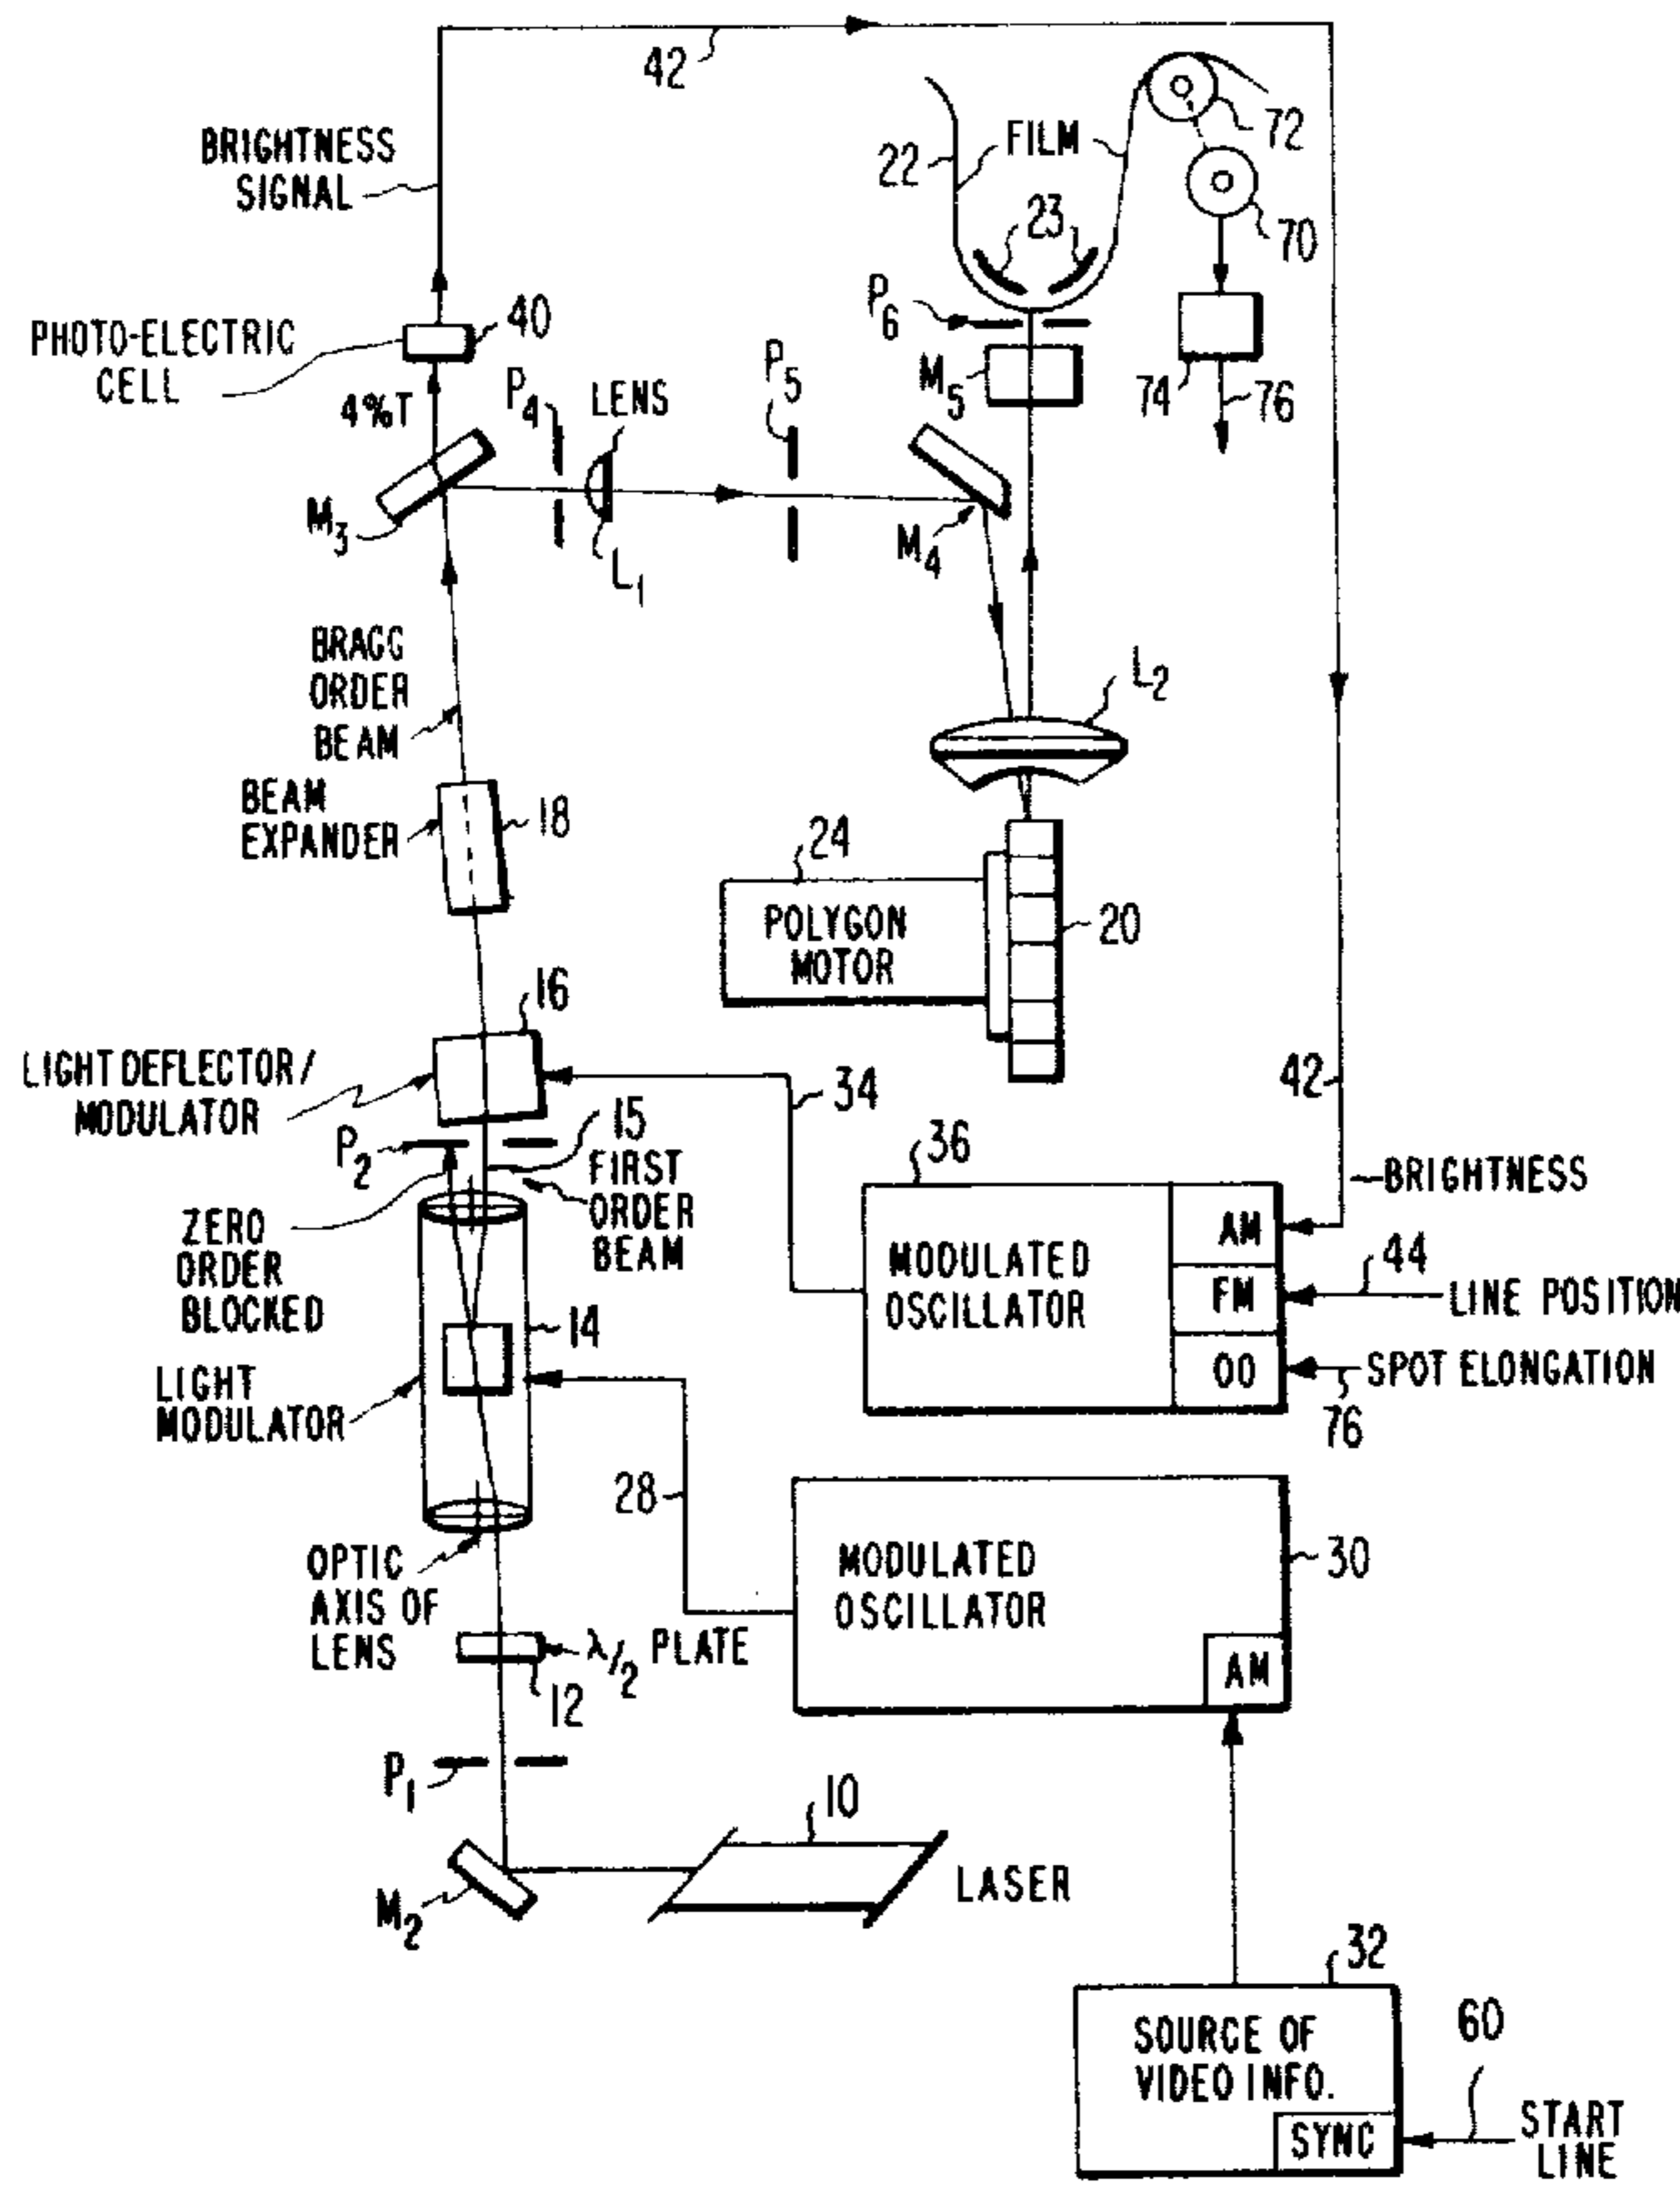 42
BRIGHTNESS
SIGNAL
22
FILM
72
23
70
P6
PHOTO-ELECTRIC
CELL
40
4%T
P4
LENS
P5
M5
74
76
M3
L1
M4
BRAGG
ORDER
BEAM
L2
BEAM
EXPANDER
18
24
POLYGON
MOTOR
20
16
LIGHT DEFLECTOR/
MODULATOR
34
42
P2
15
FIRST
ORDER
BEAM
36
BRIGHTNESS
ZERO
ORDER
BLOCKED
MODULATED
OSCILLATOR
AM
FM
OO
44
LINE POSITION
SPOT ELONGATION
76
14
LIGHT
MODULATOR
28
OPTIC
AXIS OF
LENS
MODULATED
OSCILLATOR
30
AM
λ/2 PLATE
12
P1
10
LASER
M2
32
SOURCE OF
VIDEO INFO.
SYNC
60
START
LINE